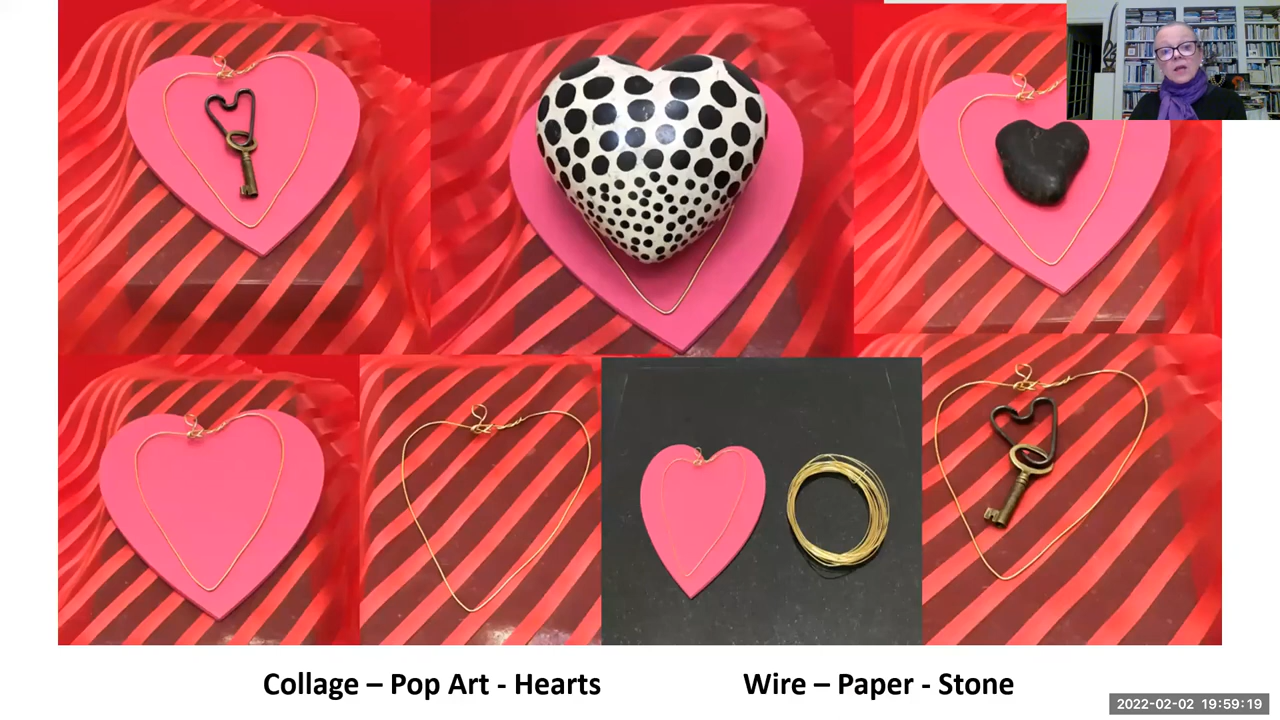 Collage – Pop Art - Hearts
Wire – Paper - Stone
2022-02-02 19:59:19